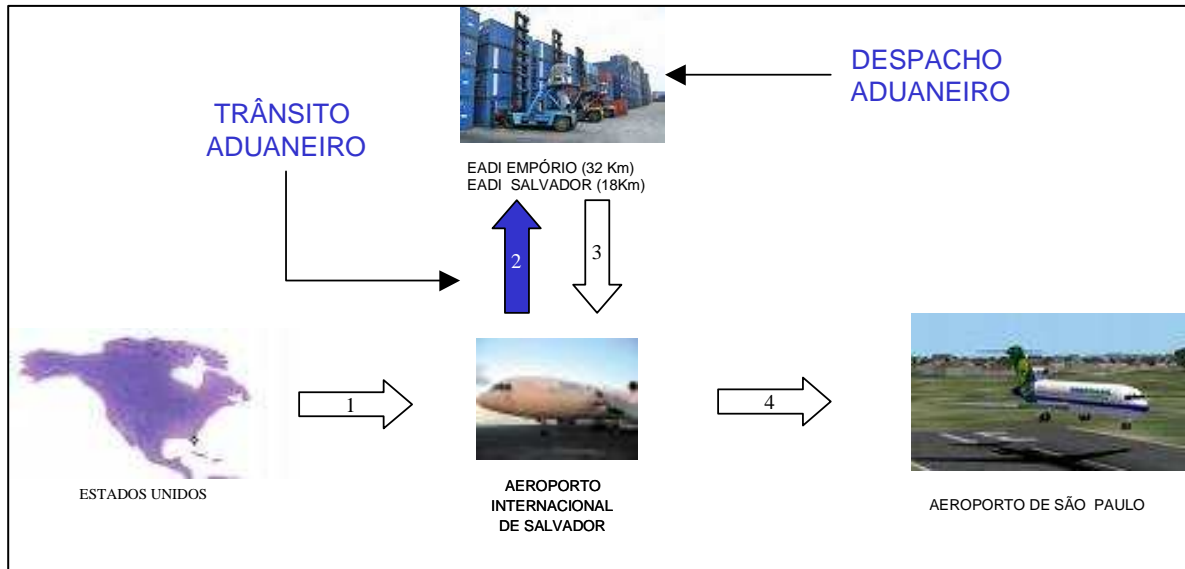 DESPACHO
ADUANEIRO
TRÂNSITO
ADUANEIRO
EADI EMPÓRIO (32 Km)
EADI SALVADOR (18Km)
2
3
1
4
ESTADOS UNIDOS
AEROPORTO
INTERNACIONAL
DE SALVADOR
AEROPORTO DE SÃO PAULO